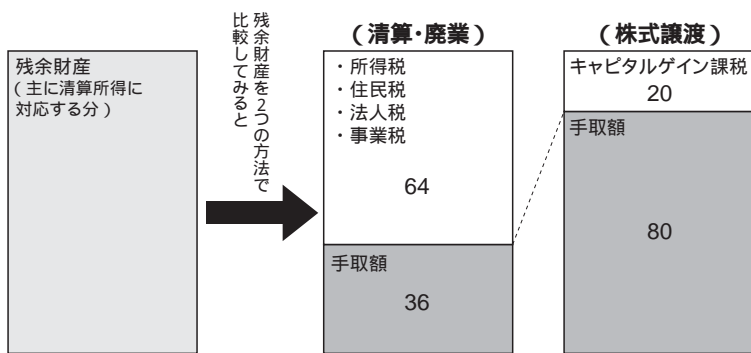 残余財産
（主に清算所得に
対応する分）
残余財産を2つの方法で
比較してみると
（清算・廃業）
・所得税
・住民税
・法人税
・事業税
64
手取額
36
（株式譲渡）
キャピタルゲイン課税
20
手取額
80